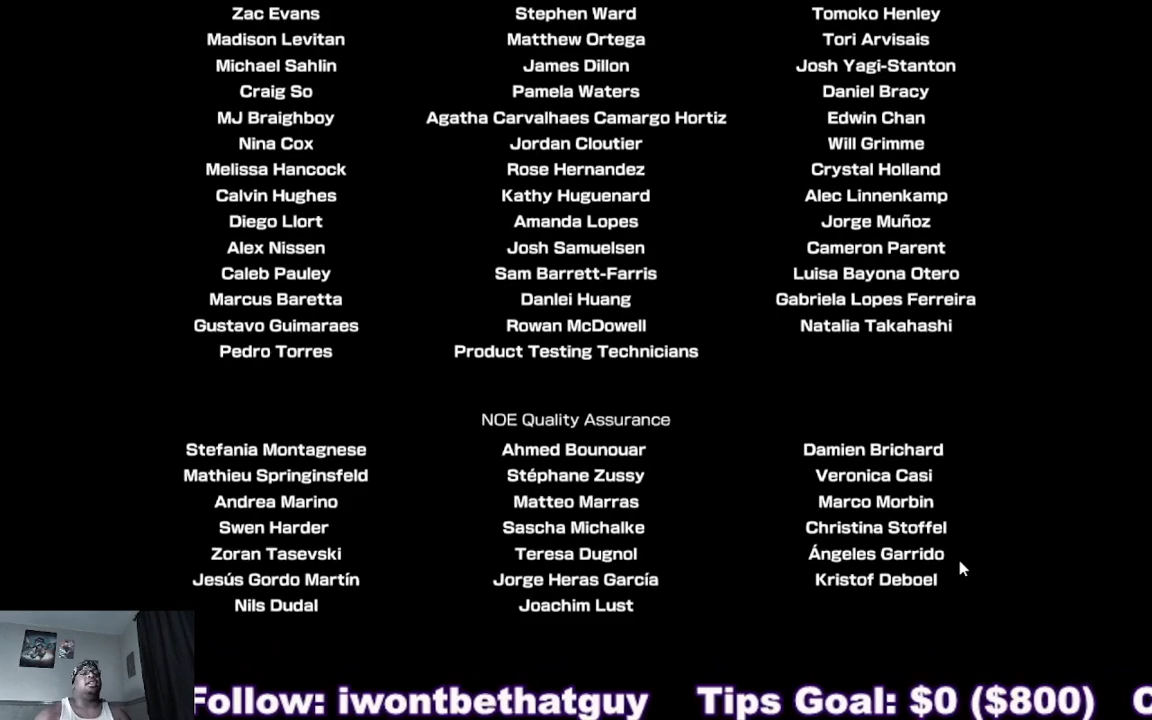 Zac Evans Stephen Ward Tomoko Henley
Madison Levitan Matthew Ortega Tori Arvisais
Michael Sahlin James Dillon Josh Yagi-Stanton
Craig So Pamela Waters Daniel Bracy
MJ Braighboy Agatha Carvalhaes Camargo Hortiz Edwin Chan
Nina Cox Jordan Cloutier Will Grimme
Melissa Hancock Rose Hernandez Crystal Holland
Calvin Hughes Kathy Huguenard Alec Linnenkamp
Diego Llort Amanda Lopes Jorge Muñoz
Alex Nissen Josh Samuelsen Cameron Parent
Caleb Pauley Sam Barrett-Farris Luisa Bayona Otero
Marcus Baretta Danlei Huang Gabriela Lopes Ferreira
Gustavo Guimaraes Rowan McDowell Natalia Takahashi
Pedro Torres Product Testing Technicians
NOE Quality Assurance
Stefania Montagnese Ahmed Bounouar Damien Brichard
Mathieu Springinsfeld Stéphane Zussy Veronica Casi
Andrea Marino Matteo Marras Marco Morbin
Swen Harder Sascha Michalke Christina Stoffel
Zoran Tasevski Teresa Dugnol Ángeles Garrido
Jesús Gordo Martín Jorge Heras García Kristof Deboel
Nils Dudal Joachim Lust
Follow: iwontbethatguy Tips Goal: $0 ($800)